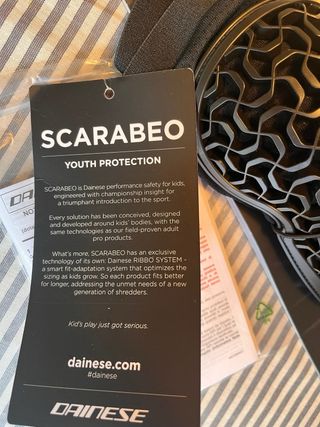 SCARABEO
YOUTH PROTECTION
SCARABEO is Dainese performance safety for kids,
engineered with championship insight for
a triumphant introduction to the sport.
Every solution has been conceived, designed
and developed around kids' bodies, with the
same technologies as our field-proven adult
pro products.
What's more, SCARABEO has an exclusive
technology of its own: Dainese RIBBO SYSTEM -
a smart fit-adaptation system that optimizes the
sizing as kids grow. So each product fits better
for longer, addressing the unmet needs of a new
generation of shredders.
Kid's play just got serious.
dainese.com
#dainese
DAINESE